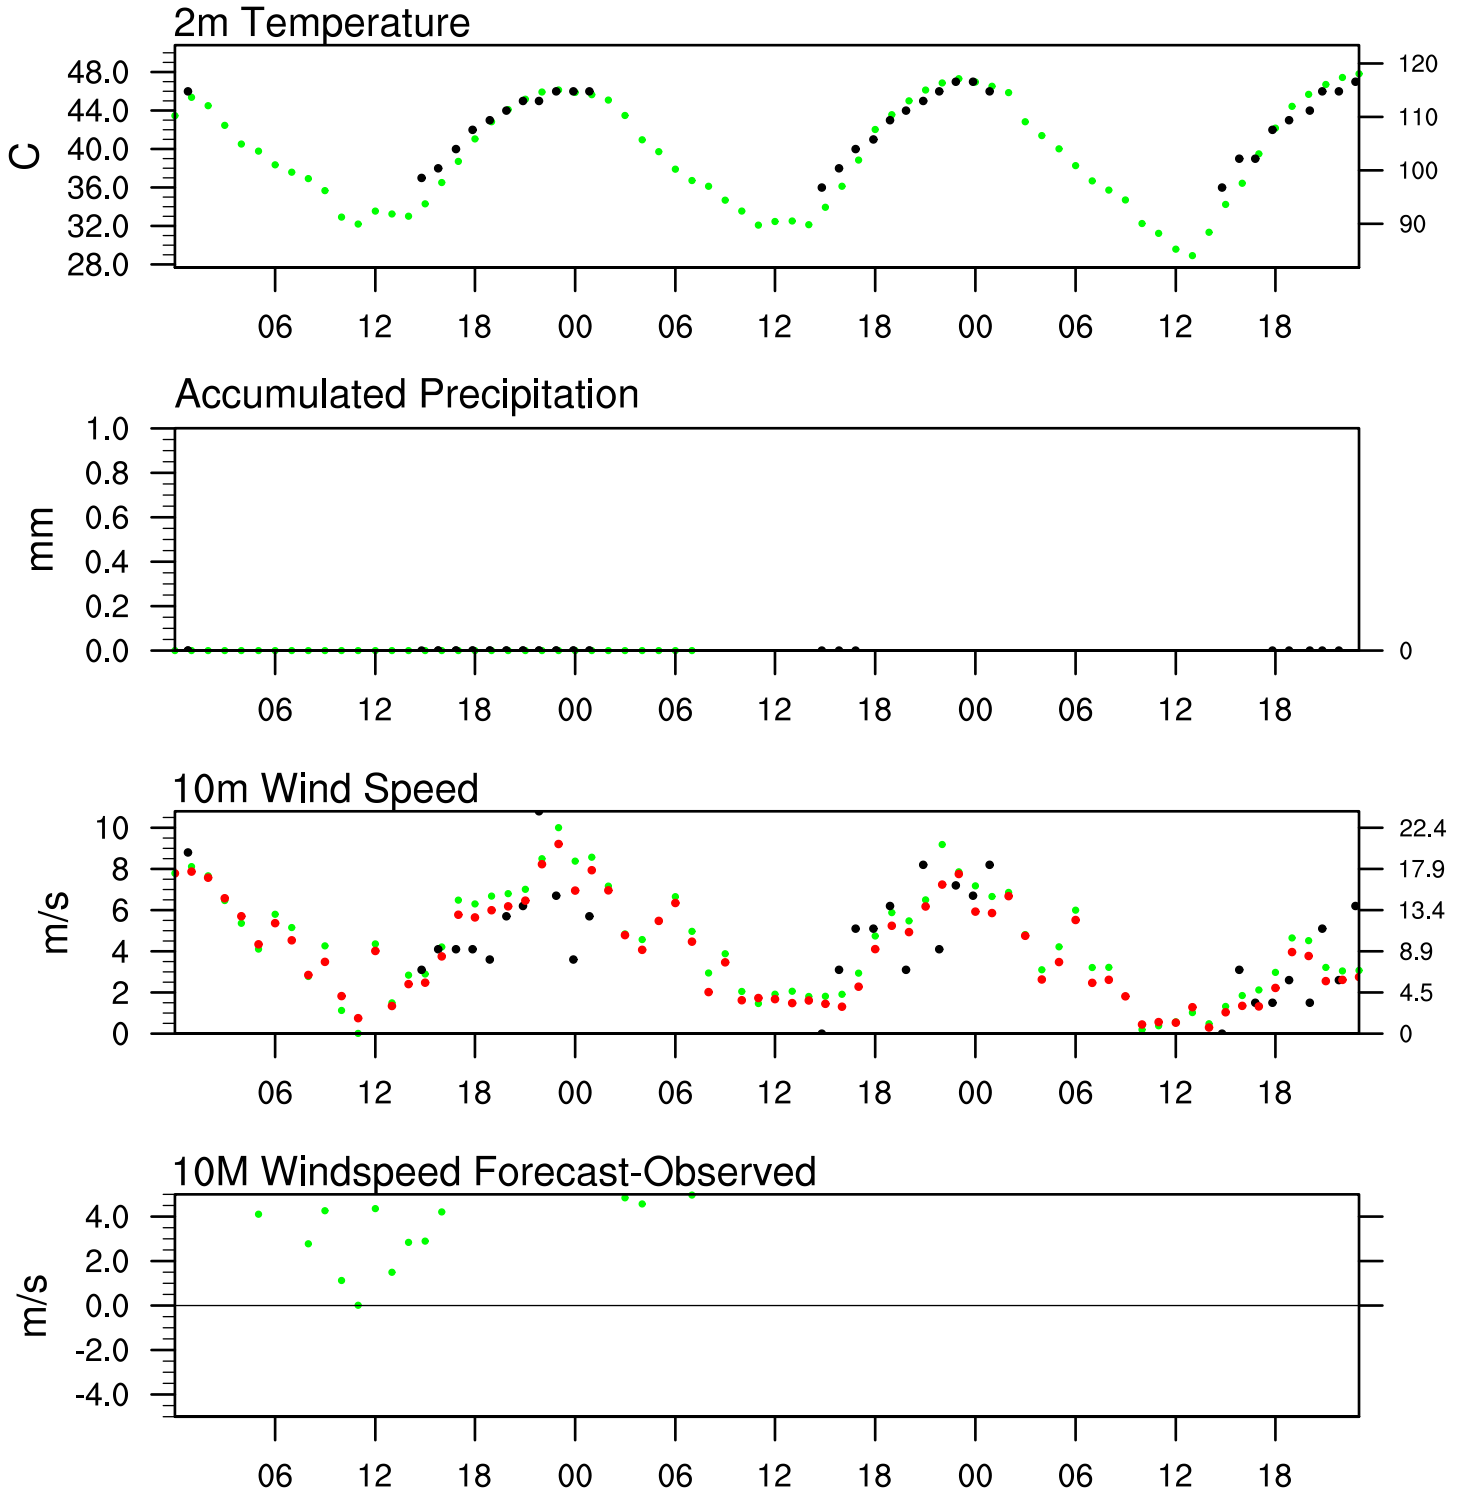 2m Temperature
48.0
44.0
40.0
36.0
32.0
28.0
C
120
110
100
90
06 12 18 00 06 12 18 00 06 12 18
Accumulated Precipitation
1.0
0.8
0.6
0.4
0.2
0.0
mm
0
06 12 18 00 06 12 18 00 06 12 18
10m Wind Speed
10
8
6
4
2
0
m/s
22.4
17.9
13.4
8.9
4.5
0
06 12 18 00 06 12 18 00 06 12 18
10M Windspeed Forecast-Observed
4.0
2.0
0.0
-2.0
-4.0
m/s
06 12 18 00 06 12 18 00 06 12 18